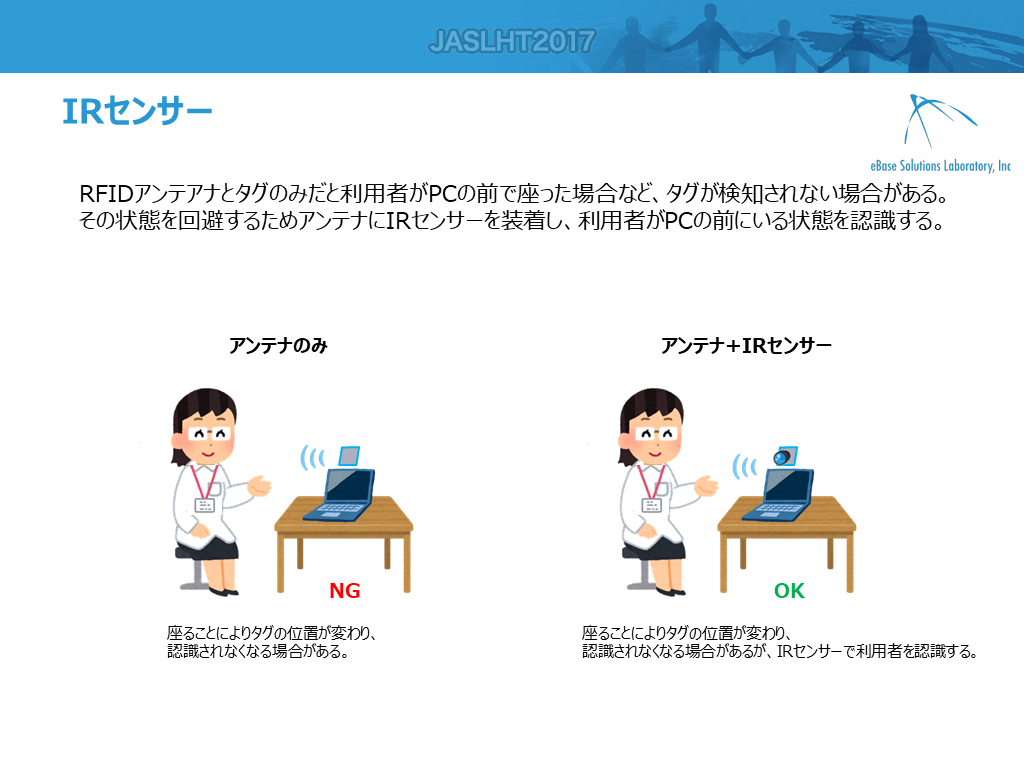 JASLHT2017
IRセンサー
eBase Solutions Laboratory, Inc
RFIDアンテアナとタグのみだと利用者がPCの前で座った場合など、タグが検知されない場合がある。
その状態を回避するためアンテナにIRセンサーを装着し、利用者がPCの前にいる状態を認識する。
アンテナのみ
アンテナ+IRセンサー
NG
OK
座ることによりタグの位置が変わり、
認識されなくなる場合がある。
座ることによりタグの位置が変わり、
認識されなくなる場合があるが、IRセンサーで利用者を認識する。